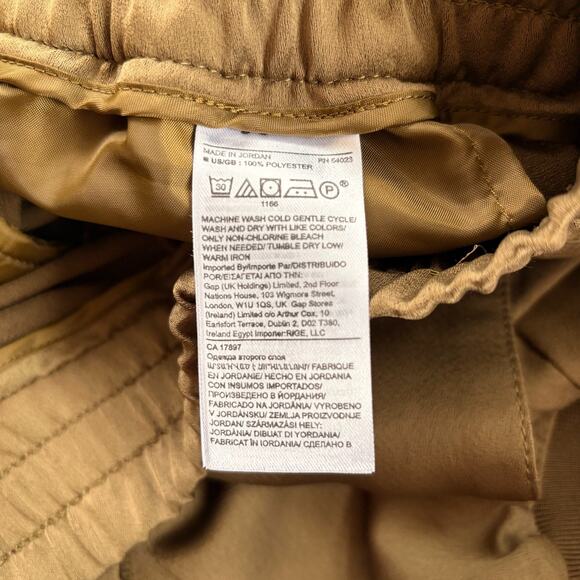 MADE IN JORDAN RN 54023
US/GB : 100% POLYESTER
30 P ®
1166
MACHINE WASH COLD GENTLE CYCLE/
WASH AND DRY WITH LIKE COLORS/
ONLY NON-CHLORINE BLEACH
WHEN NEEDED/TUMBLE DRY LOW/
WARM IRON
Imported By/Importe Par/DISTRIBUIDO
POR/ΕΙΣΑΓΕΤΑΙ ΑΠΟ ΤΗΝ:
Gap (UK Holdings) Limited, 2nd Floor
Nations House, 103 Wigmore Street,
London, W1U 1QS, UK Gap Stores
(Ireland) Limited c/o Arthur Cox, 10
Earlsfort Terrace, Dublin 2, D02 T380,
Ireland Egypt Importer:RIGE, LLC
CA 17897
Одежда второго слоя
FABRIQUE
EN JORDANIE/ HECHO EN JORDANIA
CON INSUMOS IMPORTADOS/
ПРОИЗВЕДЕНО В ЙОРДАНИЯ/
FABRICADO NA JORDÂNIA/ VYROBENO
V JORDÁNSKU/ ZEMLJA PROIZVODNJE
JORDAN/ SZÁRMAZÁSI HELY:
JORDÁNIA/ DIBUAT DI YORDANIA/
FABRICAT ÎN IORDANIA/ СДЕЛАНО В